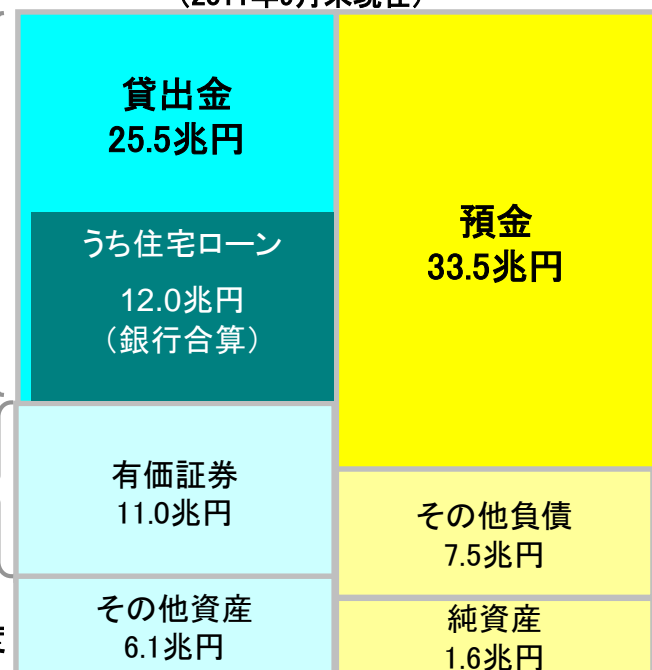 貸出金
25.5兆円
うち住宅ローン
12.0兆円
（銀行合算）
有価証券
11.0兆円
その他資産
6.1兆円
預金
33.5兆円
その他負債
7.5兆円
純資産
1.6兆円